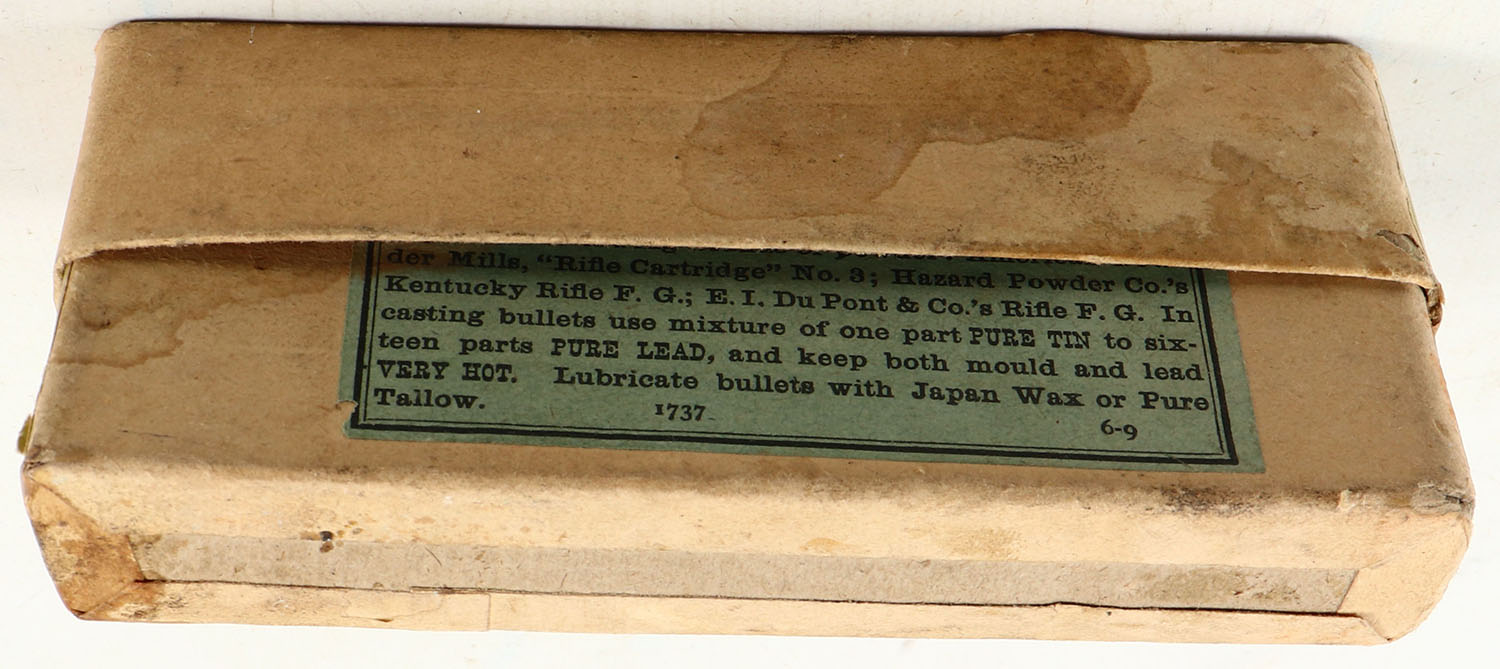 der Mills, "Rifle Cartridge" No. 3; Hazard Powder Co.'s
Kentucky Rifle F. G.; E. I. Du Pont & Co.'s Rifle F. G. In
casting bullets use mixture of one part PURE TIN to six-
teen parts PURE LEAD, and keep both mould and lead
VERY HOT. Lubricate bullets with Japan Wax or Pure
Tallow.
1737 6-9